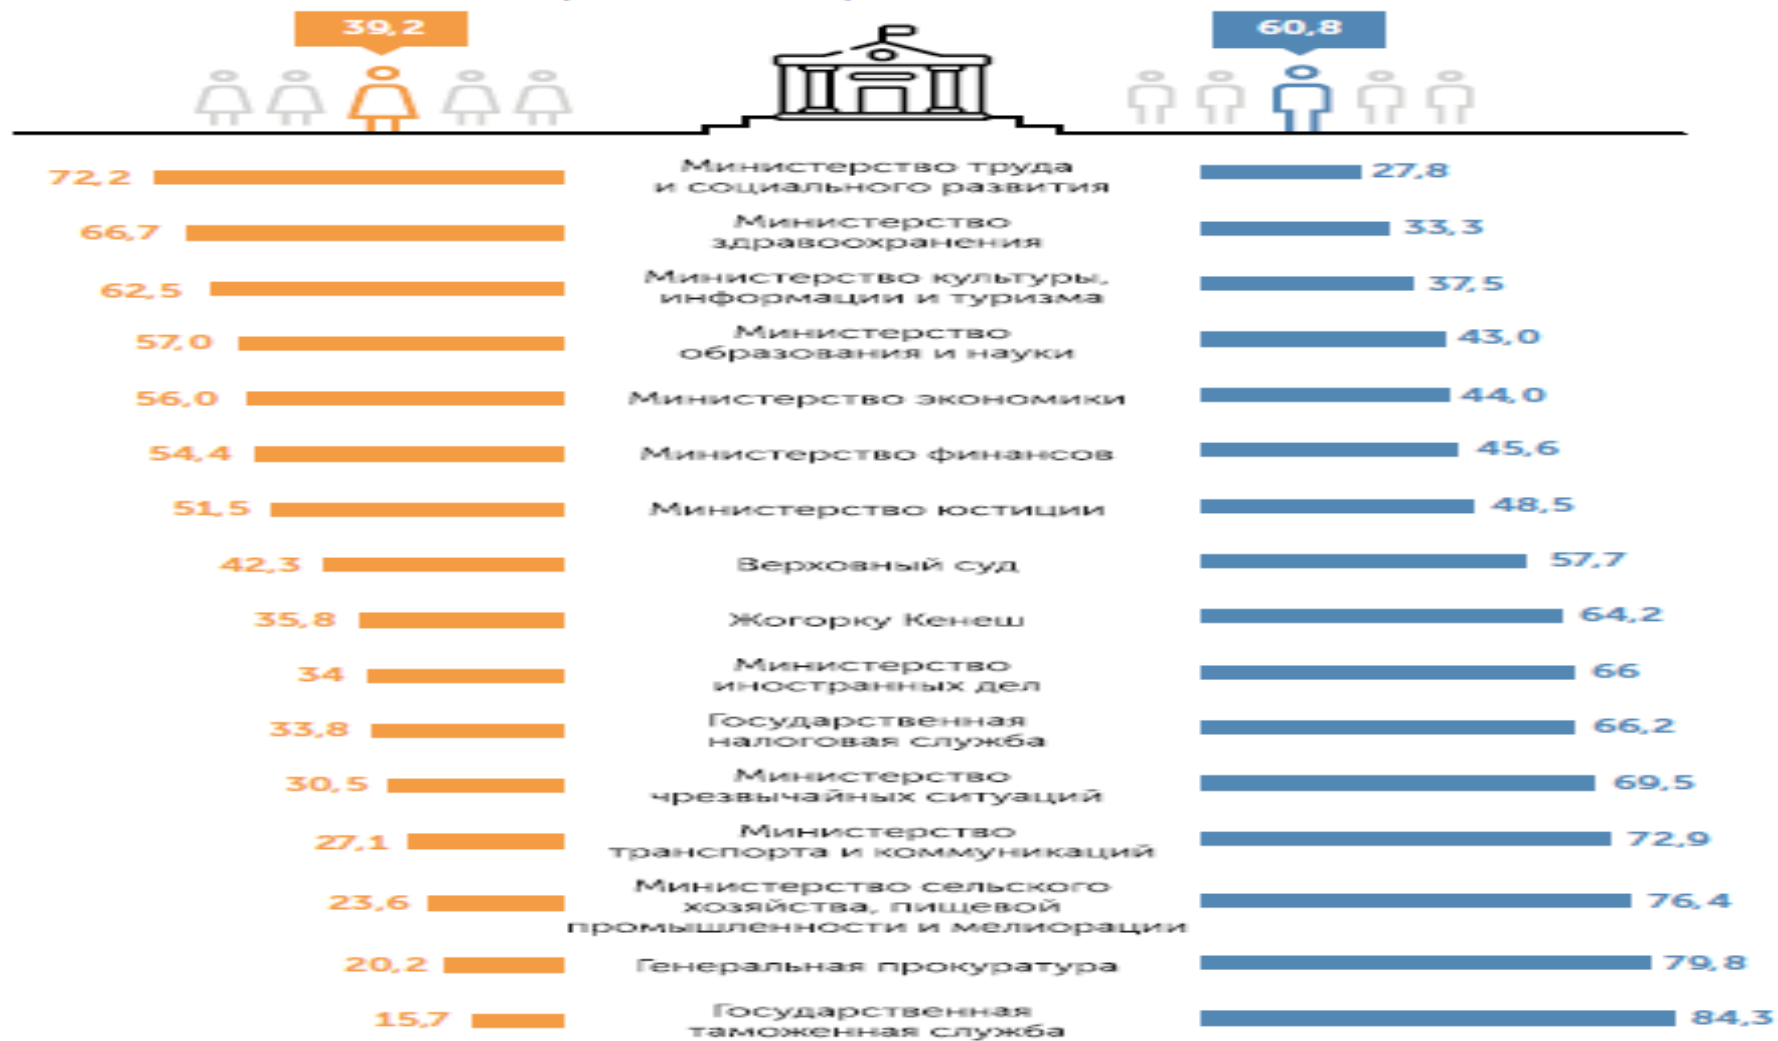 39,2
60,8
72,2
Министерство труда
и социального развития
27,8
66,7
Министерство
здравоохранения
33,3
62,5
Министерство культуры,
информации и туризма
37,5
57,0
Министерство
образования и науки
43,0
56,0
Министерство экономики
44,0
54,4
Министерство финансов
45,6
51,5
Министерство юстиции
48,5
42,3
Верховный суд
57,7
35,8
Жогорку Кенеш
64,2
34
Министерство
иностранных дел
66
33,8
Государственная
налоговая служба
66,2
30,5
Министерство
чрезвычайных ситуаций
69,5
27,1
Министерство
транспорта и коммуникаций
72,9
23,6
Министерство сельского
хозяйства, пищевой
промышленности и мелиорации
76,4
20,2
Генеральная прокуратура
79,8
15,7
Государственная
таможенная служба
84,3